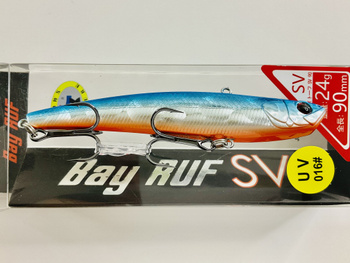 SV
24g
全長:90mm
Bay RUF
Bay RUF SV
UV
016#